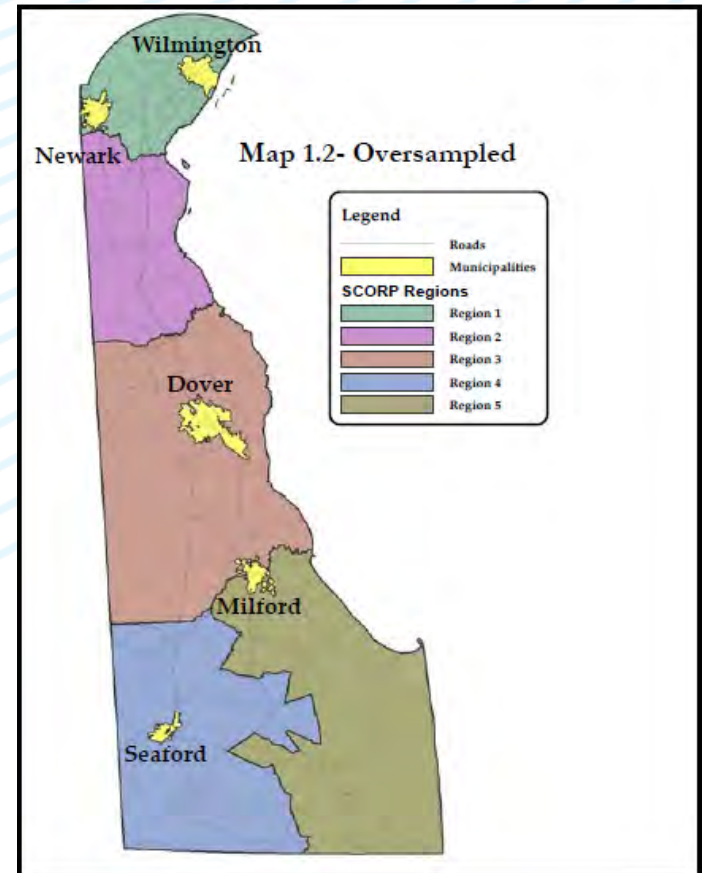 Wilmington
Newark
Map 1.2- Oversampled
Legend
Roads
Municipalities
SCORP Regions
Region 1
Region 2
Region 3
Region 4
Region 5
Dover
Milford
Seaford